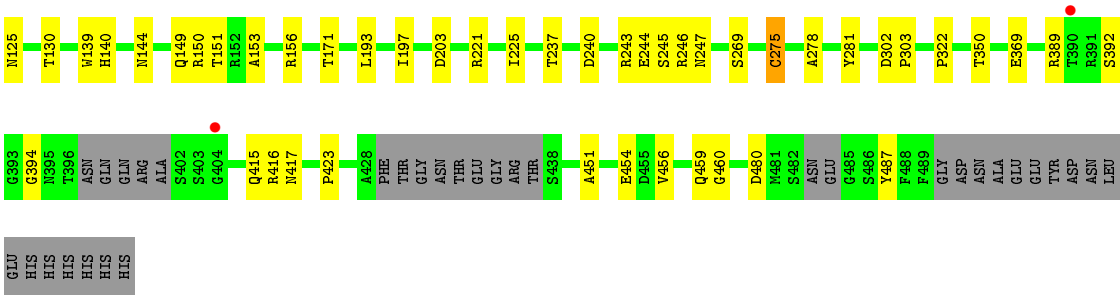 N125 T130 W139 H140 N144 Q149 R150 T151 R152 A153 R156 T171 L193 I197 D203 R221 I225 T237 D240 R243 E244 S245 R246 N247 S269 C275 A278 Y281 D302 P303 P322 T350 E369 R389 T390 R391 S392
G393 G394 N395 T396 ASN GLN GLN ARG ALA S402 S403 G404 Q415 R416 N417 P423 A428 PHE THR GLY ASN THR GLU GLY ARG THR S438 A451 E454 D455 V456 Q459 G460 D480 M481 S482 ASN GLU G485 S486 Y487 F488 F489 GLY ASP ASN ALA GLU GLU TYR ASP ASN LEU
GLU HIS HIS HIS HIS HIS HIS